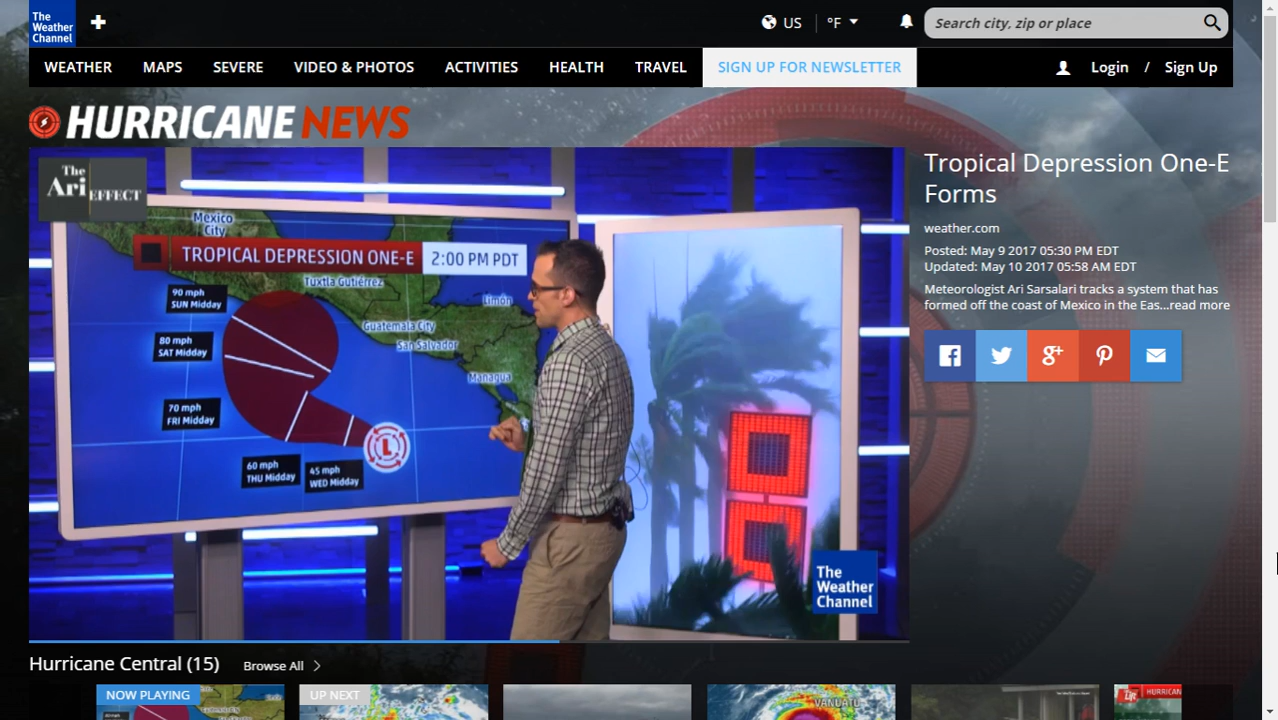 The
Weather
Channel
US
°F
Search city, zip or place
WEATHER
MAPS
SEVERE
VIDEO & PHOTOS
ACTIVITIES
HEALTH
TRAVEL
SIGN UP FOR NEWSLETTER
Login / Sign Up
HURRICANE NEWS
The
Ari EFFECT
Mexico
City
TROPICAL DEPRESSION ONE-E
2:00 PM PDT
Tuxtla Gutiérrez
Limón
90 mph
SUN Midday
Guatemala City
San Salvador
80 mph
SAT Midday
Managua
70 mph
FRI Midday
L
60 mph
THU Midday
45 mph
WED Midday
The
Weather
Channel
Tropical Depression One-E
Forms
weather.com
Posted: May 9 2017 05:30 PM EDT
Updated: May 10 2017 05:58 AM EDT
Meteorologist Ari Sarsalari tracks a system that has
formed off the coast of Mexico in the Eas...read more
Hurricane Central (15)
Browse All
NOW PLAYING
UP NEXT
VANUATU
HURRICAN